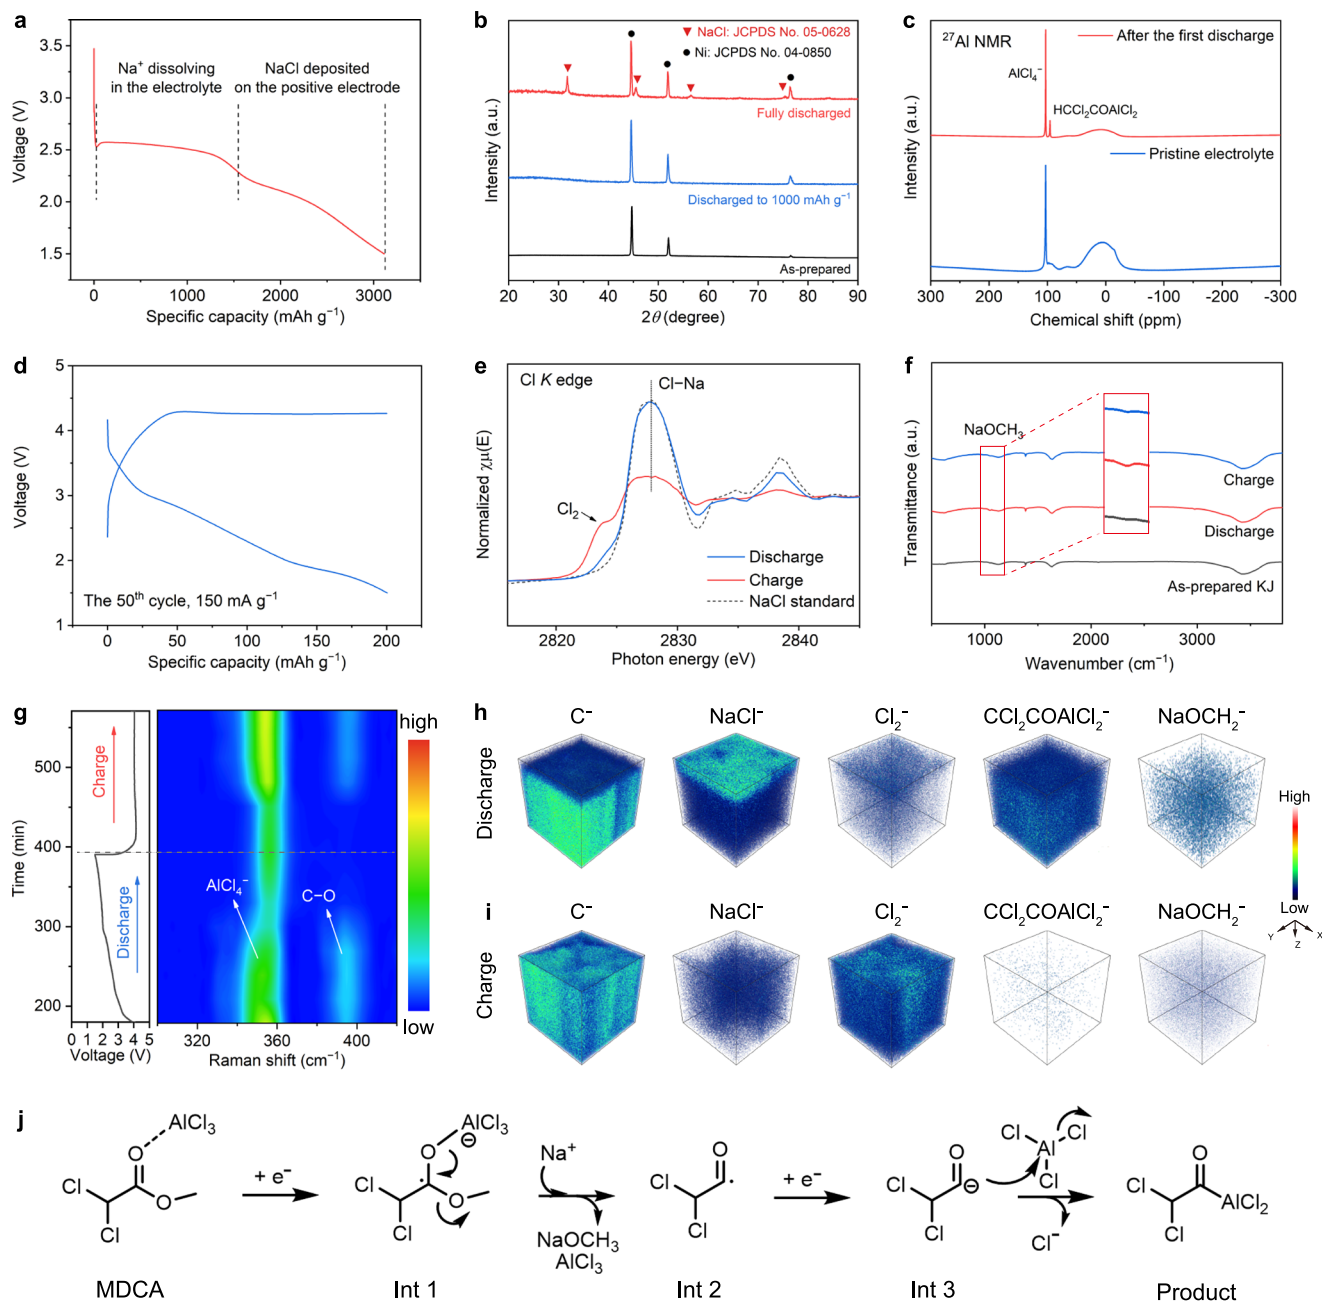 a
3.5
3.0
2.5
2.0
1.5
Voltage (V)
Na⁺ dissolving
in the electrolyte
NaCl deposited
on the positive electrode
0
1000
2000
3000
Specific capacity (mAh g⁻¹)
b
▼ NaCl: JCPDS No. 05-0628
● Ni: JCPDS No. 04-0850
Intensity (a.u.)
Fully discharged
Discharged to 1000 mAh g⁻¹
As-prepared
20
30
40
50
60
70
80
90
2θ (degree)
c
²⁷Al NMR
After the first discharge
AlCl₄⁻
HCCl₂COAlCl₂
Pristine electrolyte
Intensity (a.u.)
300
200
100
0
-100
-200
-300
Chemical shift (ppm)
d
5
4
3
2
1
Voltage (V)
The 50ᵗʰ cycle, 150 mA g⁻¹
0
50
100
150
200
Specific capacity (mAh g⁻¹)
e
Cl K edge
Cl−Na
Cl₂
Normalized χμ(E)
Discharge
Charge
NaCl standard
2820
2830
2840
Photon energy (eV)
f
NaOCH₃
Transmittance (a.u.)
Charge
Discharge
As-prepared KJ
1000
2000
3000
Wavenumber (cm⁻¹)
g
500
400
300
200
Time (min)
Charge
Discharge
0 1 2 3 4 5
Voltage (V)
AlCl₄⁻
C−O
320
360
400
Raman shift (cm⁻¹)
high
low
h
C⁻
NaCl⁻
Cl₂⁻
CCl₂COAlCl₂⁻
NaOCH₂⁻
Discharge
High
Low
Y
Z
X
i
C⁻
NaCl⁻
Cl₂⁻
CCl₂COAlCl₂⁻
NaOCH₂⁻
Charge
j
AlCl₃
O
Cl
O
Cl
MDCA
+ e⁻
AlCl₃
⊖
O
Cl
O
Cl
Int 1
Na⁺
NaOCH₃
AlCl₃
O
Cl
Cl
Int 2
+ e⁻
O
Cl
⊖
Cl
Int 3
Cl
Cl
Al
Cl
Cl⁻
O
Cl
AlCl₂
Cl
Product